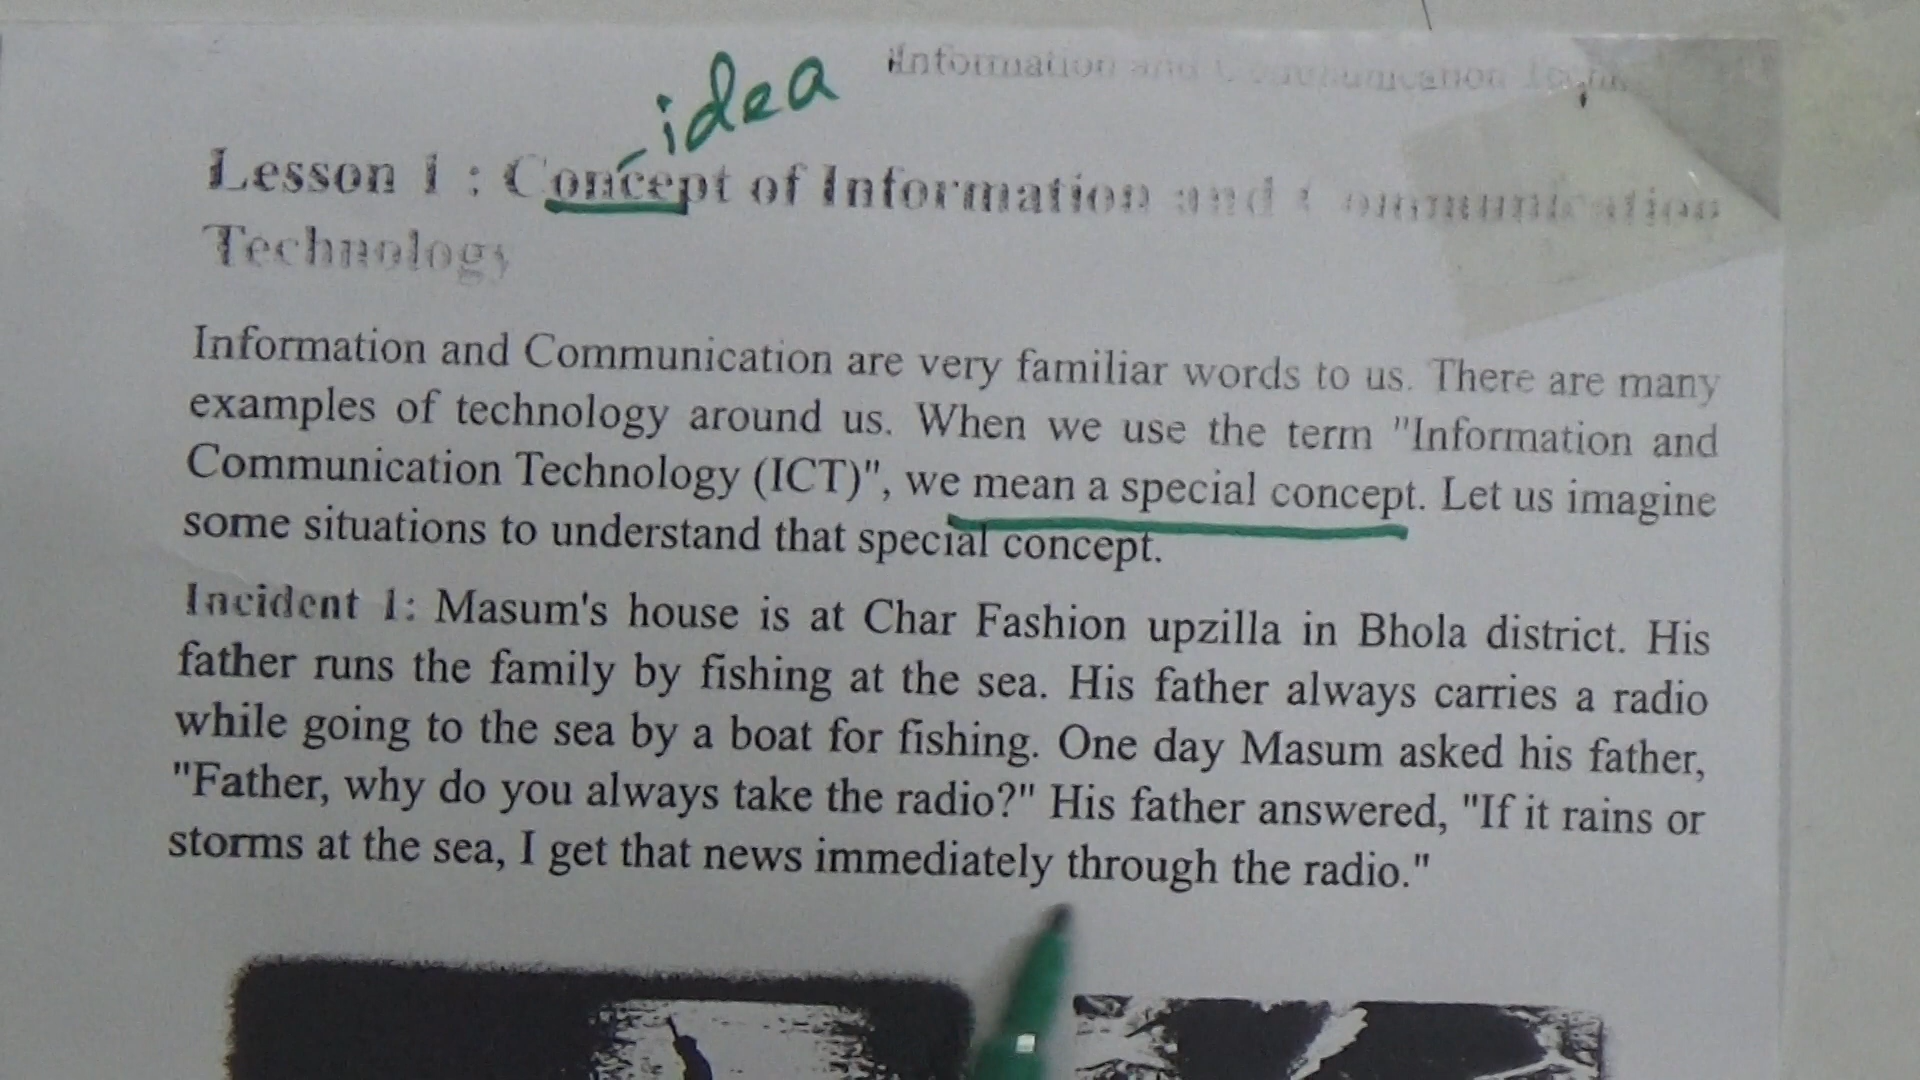 idea
Information and Communication
Lesson 1 : Concept of Information and Communication
Technology
Information and Communication are very familiar words to us. There are many
examples of technology around us. When we use the term "Information and
Communication Technology (ICT)", we mean a special concept. Let us imagine
some situations to understand that special concept.
Incident 1: Masum's house is at Char Fashion upzilla in Bhola district. His
father runs the family by fishing at the sea. His father always carries a radio
while going to the sea by a boat for fishing. One day Masum asked his father,
"Father, why do you always take the radio?" His father answered, "If it rains or
storms at the sea, I get that news immediately through the radio."